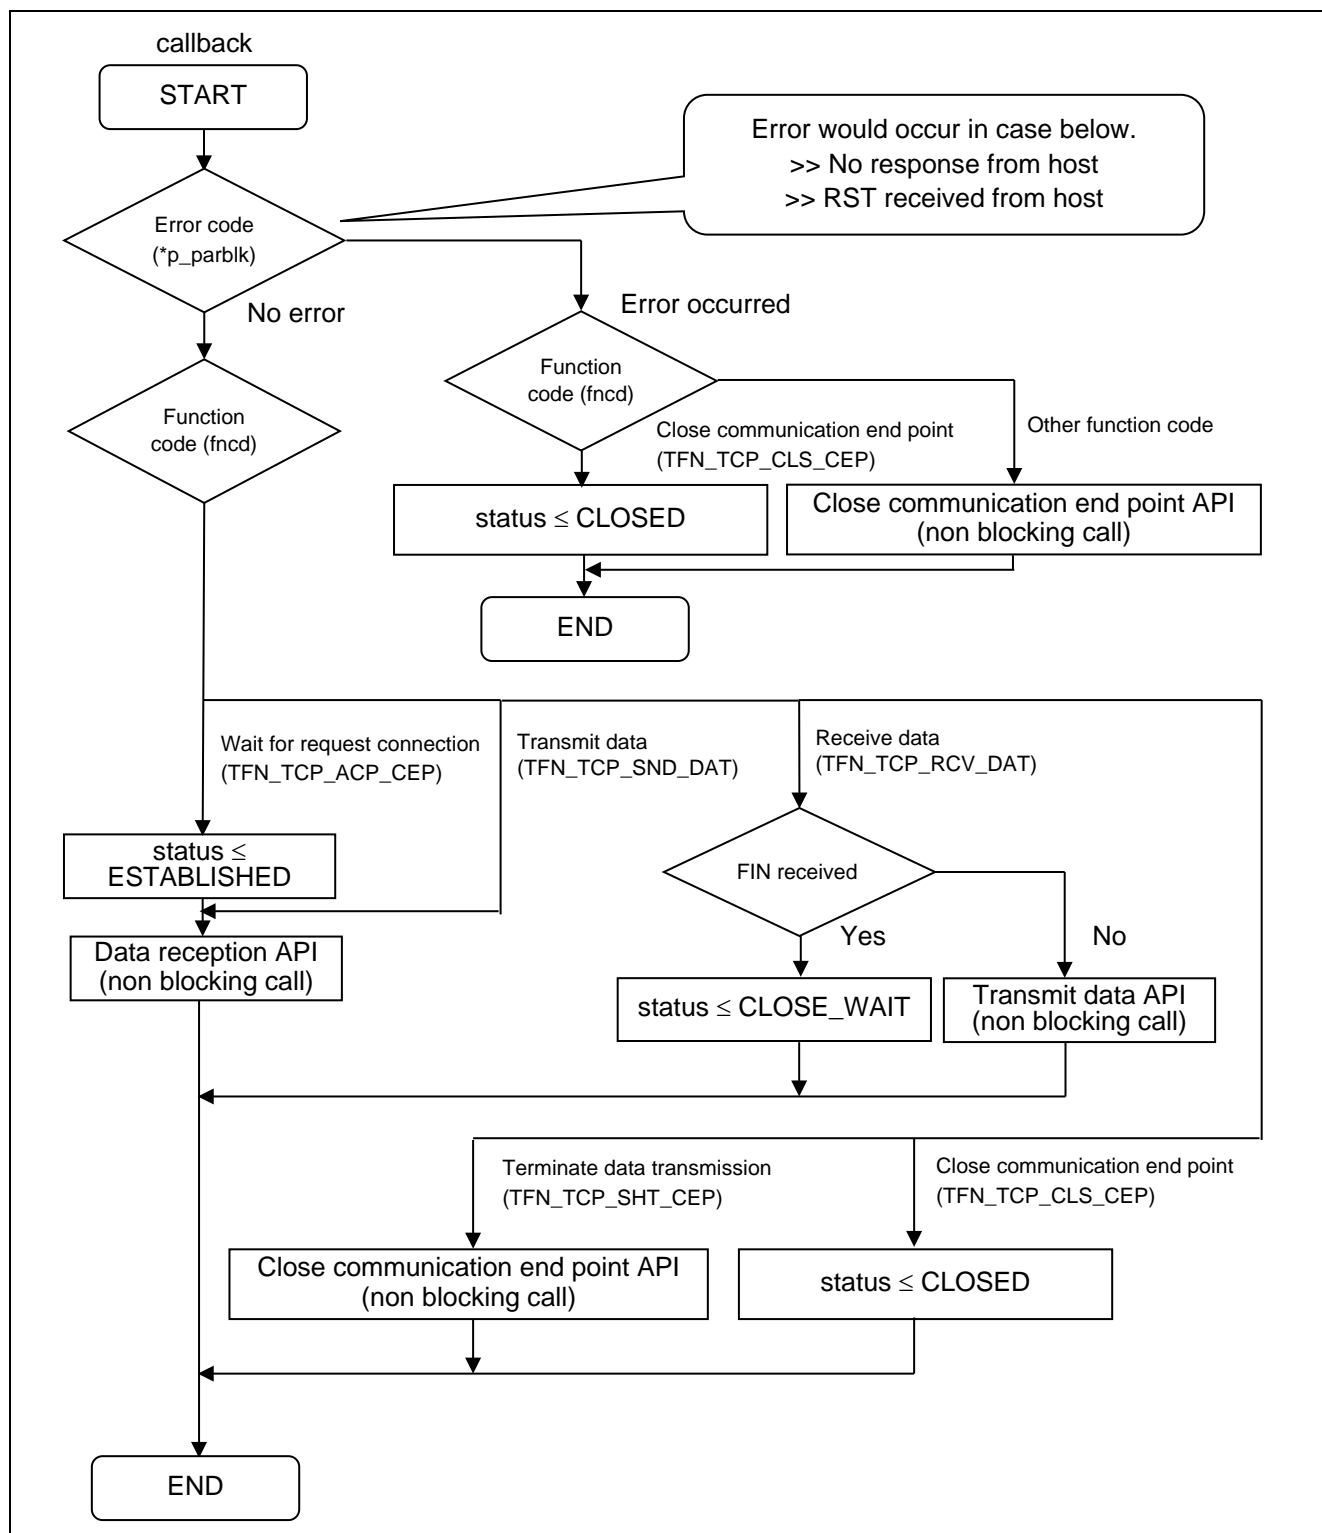 callback
START
Error would occur in case below.
>> No response from host
>> RST received from host
Error code
(*p_parblk)
No error
Error occurred
Function
code (fncd)
Function
code (fncd)
Close communication end point
(TFN_TCP_CLS_CEP)
Other function code
status ≤ CLOSED
Close communication end point API
(non blocking call)
END
Wait for request connection
(TFN_TCP_ACP_CEP)
Transmit data
(TFN_TCP_SND_DAT)
Receive data
(TFN_TCP_RCV_DAT)
status ≤
ESTABLISHED
FIN received
Yes
No
Data reception API
(non blocking call)
status ≤ CLOSE_WAIT
Transmit data API
(non blocking call)
Terminate data transmission
(TFN_TCP_SHT_CEP)
Close communication end point
(TFN_TCP_CLS_CEP)
Close communication end point API
(non blocking call)
status ≤ CLOSED
END